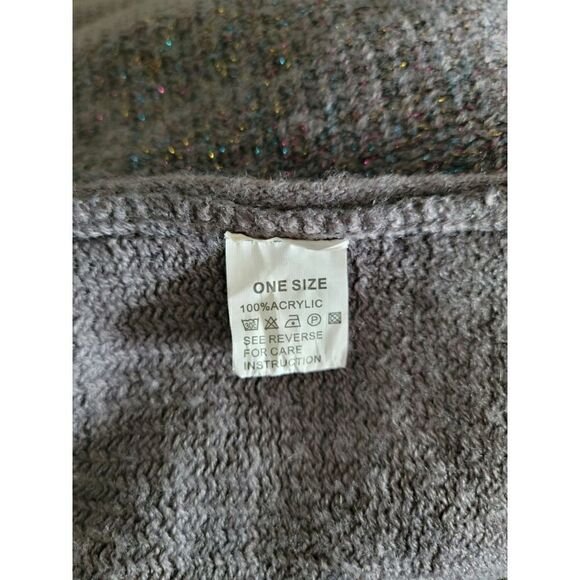 ONE SIZE
100%ACRYLIC
SEE REVERSE
FOR CARE
INSTRUCTION